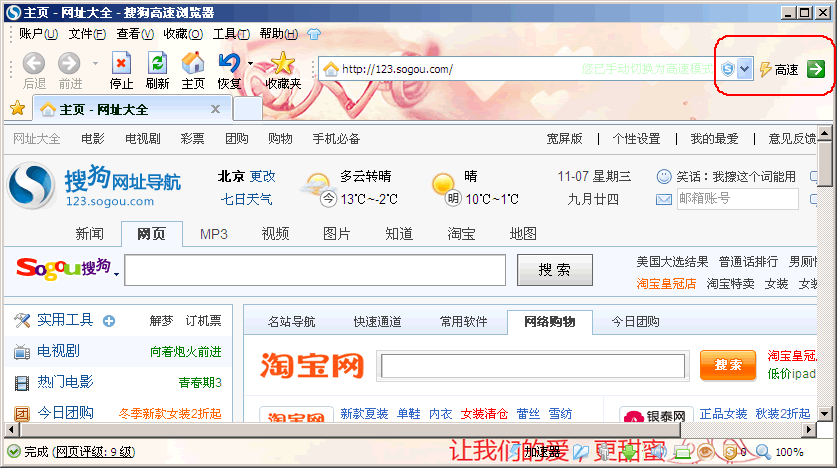 主页 - 网址大全 - 搜狗高速浏览器
账户(U) 文件(F) 查看(V) 收藏(O) 工具(T) 帮助(H)
后退 前进 停止 刷新 主页 恢复 收藏夹 http://123.sogou.com/ 您已手动切换为高速模式 高速
主页 - 网址大全
网址大全 电影 电视剧 彩票 团购 购物 手机必备 宽屏版 | 个性设置 | 我的最爱 | 意见反馈
搜狗网址导航 北京 更改 多云转晴 晴 11-07 星期三 笑话：我搜这个词能用
123.sogou.com 七日天气 今 13℃~-2℃ 明 10℃~1℃ 九月廿四 邮箱账号
新闻 网页 MP3 视频 图片 知道 淘宝 地图
Sogou搜狗 搜 索 美国大选结果 普通话排行
淘宝皇冠店 淘宝特卖 女装
实用工具 解梦 订机票 名站导航 快速通道 常用软件 网络购物 今日团购
电视剧 向着炮火前进 淘宝网 搜索 淘宝皇冠
热门电影 青春期3 低价ipad
今日团购 冬季新款女装2折起 淘宝网 新款夏装 单鞋 内衣 女装清仓 蕾丝 雪纺 银泰网 正品女装 秋装2折起
完成 (网页评级: 9 级) 让我们的爱，更甜蜜 加速器 0 100%